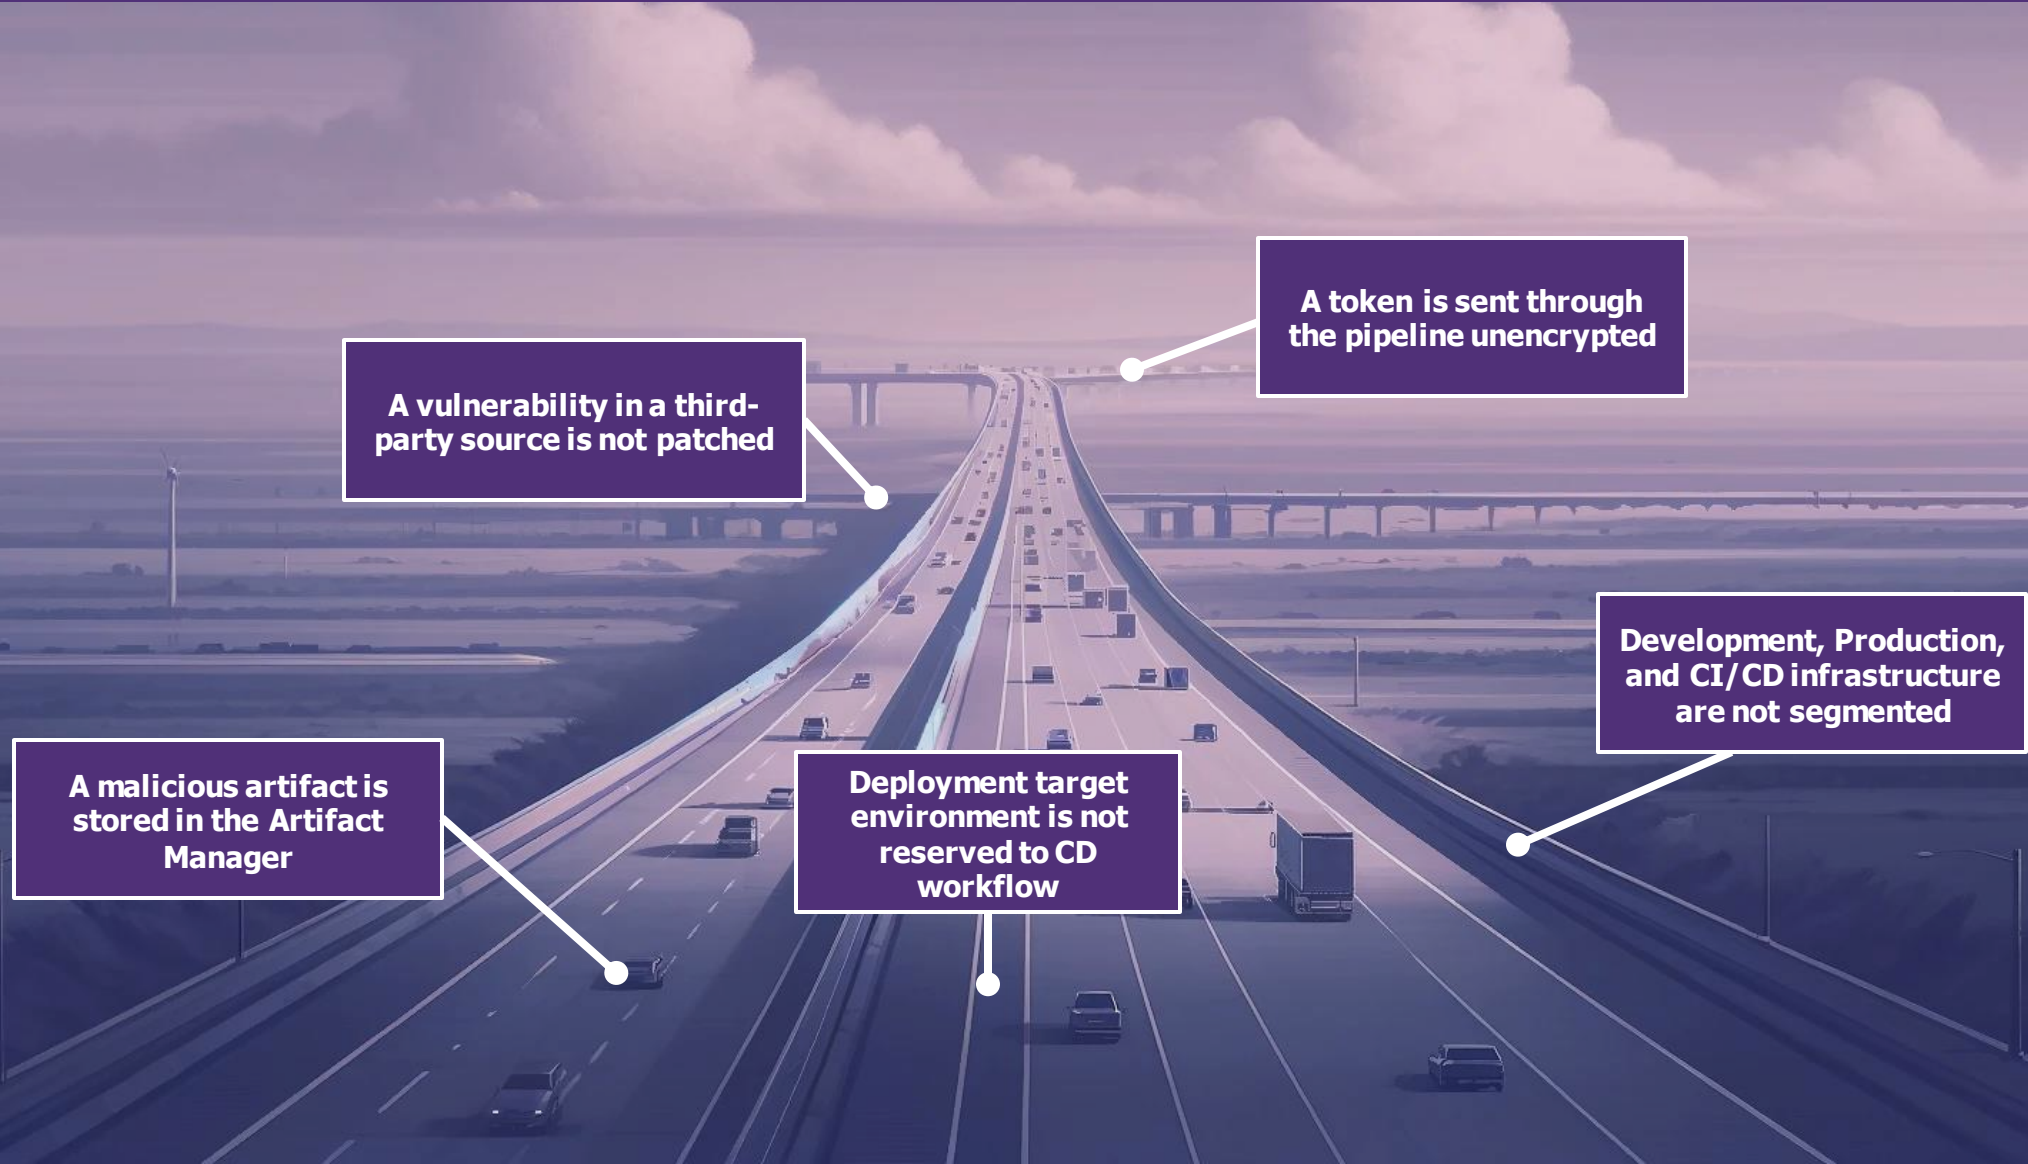 A token is sent through
the pipeline unencrypted
A vulnerability in a third-
party source is not patched
Development, Production,
and CI/CD infrastructure
are not segmented
A malicious artifact is
stored in the Artifact
Manager
Deployment target
environment is not
reserved to CD
workflow